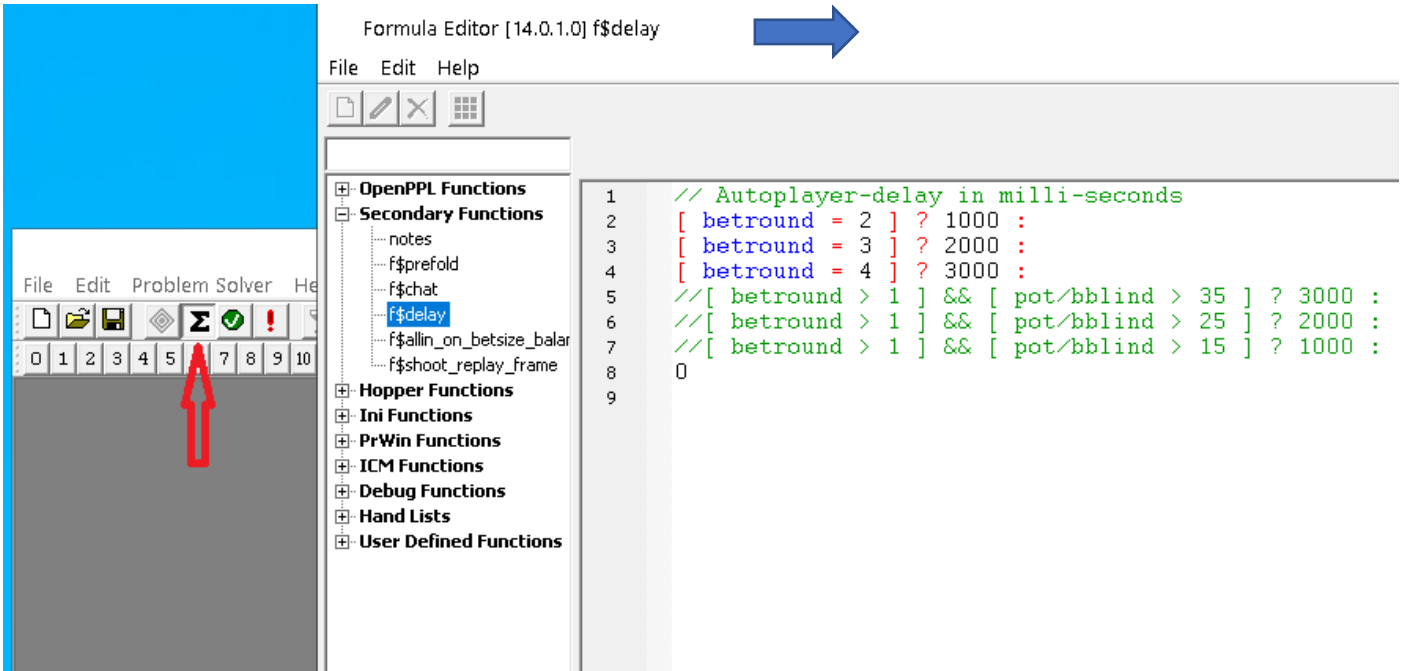 Formula Editor [14.0.1.0] f$delay
File Edit Help
OpenPPL Functions
Secondary Functions
notes
f$prefold
f$chat
f$delay
f$allin_on_betsize_balar
f$shoot_replay_frame
Hopper Functions
Ini Functions
PrWin Functions
ICM Functions
Debug Functions
Hand Lists
User Defined Functions
1 // Autoplayer-delay in milli-seconds
2 [ betround = 2 ] ? 1000 :
3 [ betround = 3 ] ? 2000 :
4 [ betround = 4 ] ? 3000 :
5 //[ betround > 1 ] && [ pot/bblind > 35 ] ? 3000 :
6 //[ betround > 1 ] && [ pot/bblind > 25 ] ? 2000 :
7 //[ betround > 1 ] && [ pot/bblind > 15 ] ? 1000 :
8 0
9
File Edit Problem Solver He
Σ !
0 1 2 3 4 5 7 8 9 10